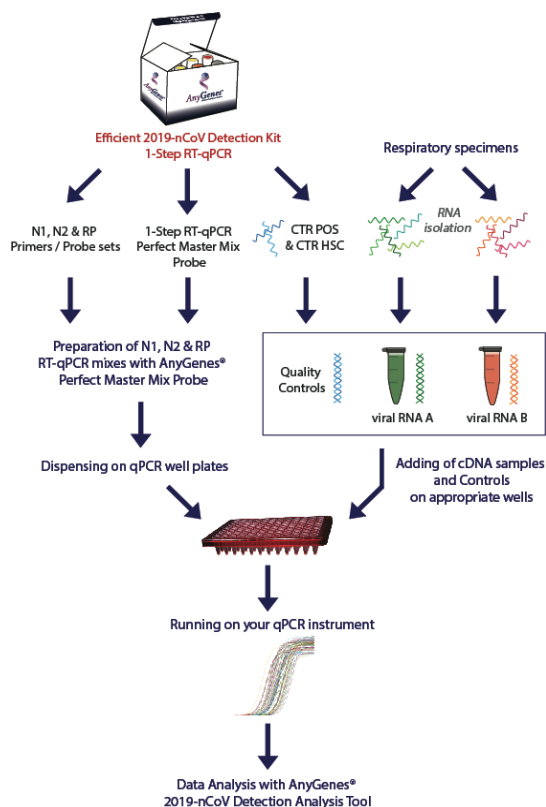 AnyGenes®
AnyGenes®
Efficient 2019-nCoV Detection Kit
1-Step RT-qPCR
Respiratory specimens
N1, N2 & RP
Primers / Probe sets
1-Step RT-qPCR
Perfect Master Mix
Probe
CTR POS
& CTR HSC
RNA
isolation
Preparation of N1, N2 & RP
RT-qPCR mixes with AnyGenes®
Perfect Master Mix Probe
Quality
Controls
viral RNA A
viral RNA B
Dispensing on qPCR well plates
Adding of cDNA samples
and Controls
on appropriate wells
Running on your qPCR instrument
Data Analysis with AnyGenes®
2019-nCoV Detection Analysis Tool